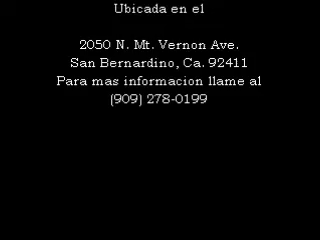 Ubicada en el
2050 N. Mt. Vernon Ave.
San Bernardino, Ca. 92411
Para mas informacion llame al
(909) 278-0199